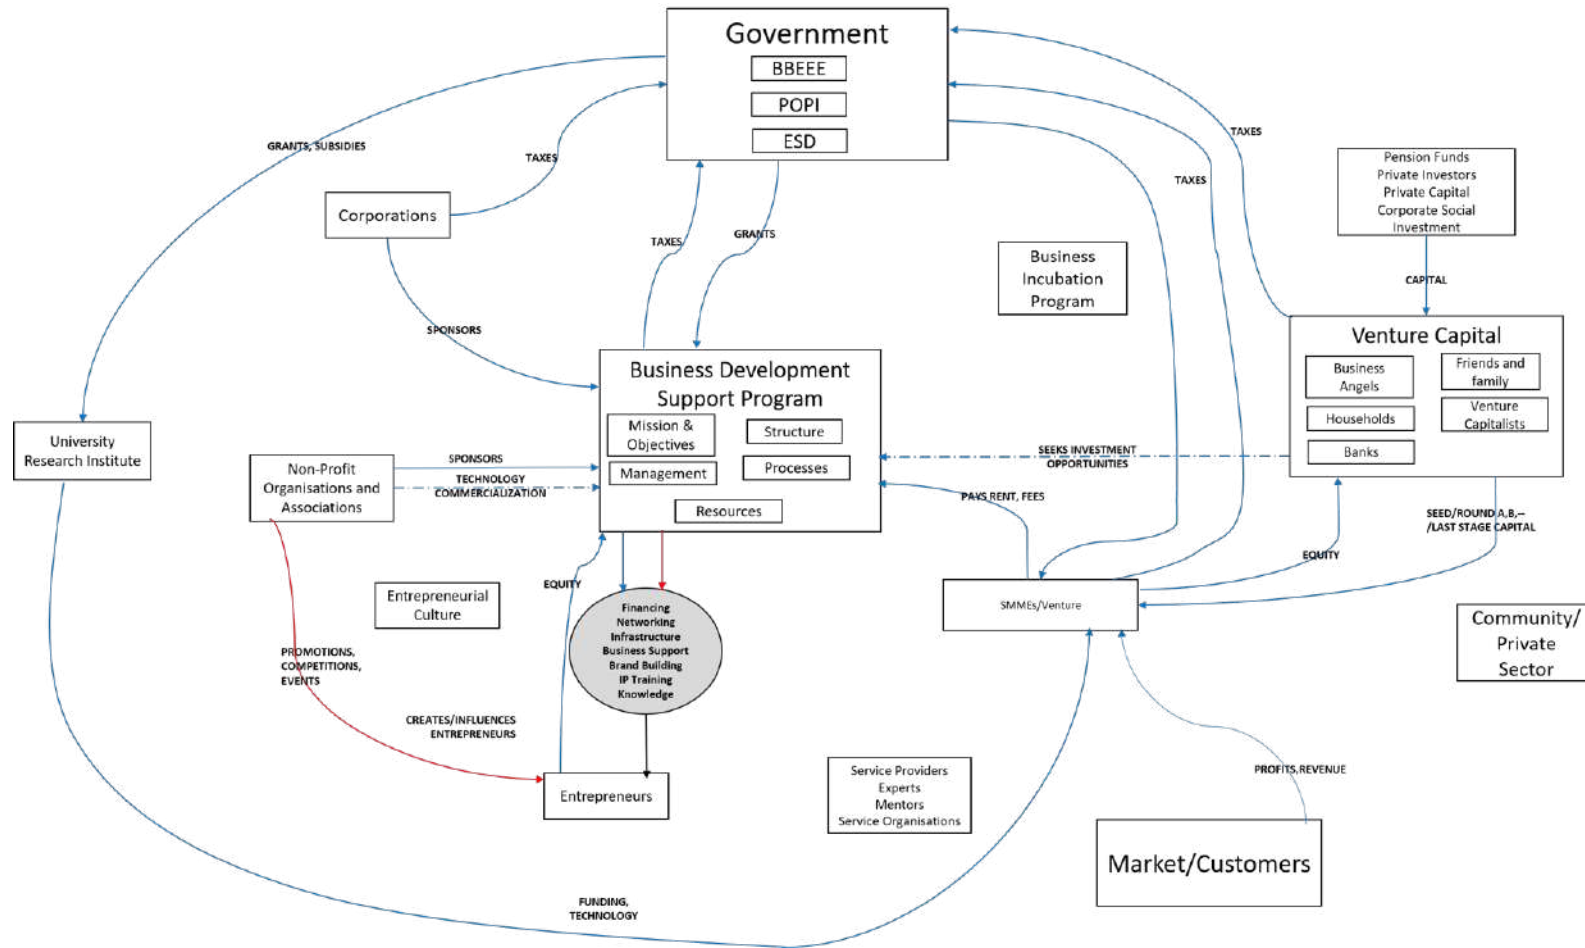 Government
BBEEE
POPI
ESD
GRANTS, SUBSIDIES
TAXES
TAXES
TAXES
Pension Funds
Private Investors
Private Capital
Corporate Social
Investment
Corporations
TAXES
GRANTS
Business
Incubation
Program
CAPITAL
SPONSORS
Venture Capital
Business
Angels
Friends and
family
Households
Venture
Capitalists
Banks
Business Development
Support Program
Mission &
Objectives
Structure
Management
Processes
Resources
University
Research Institute
Non-Profit
Organisations and
Associations
SPONSORS
TECHNOLOGY
COMMERCIALIZATION
SEEKS INVESTMENT
OPPORTUNITIES
PAYS RENT, FEES
SEED/ROUND A,B,--
/LAST STAGE CAPITAL
EQUITY
EQUITY
Entrepreneurial
Culture
Financing
Networking
Infrastructure
Business Support
Brand Building
IP Training
Knowledge
SMMEs/Venture
Community/
Private
Sector
PROMOTIONS,
COMPETITIONS,
EVENTS
CREATES/INFLUENCES
ENTREPRENEURS
Entrepreneurs
Service Providers
Experts
Mentors
Service Organisations
PROFITS,REVENUE
Market/Customers
FUNDING,
TECHNOLOGY